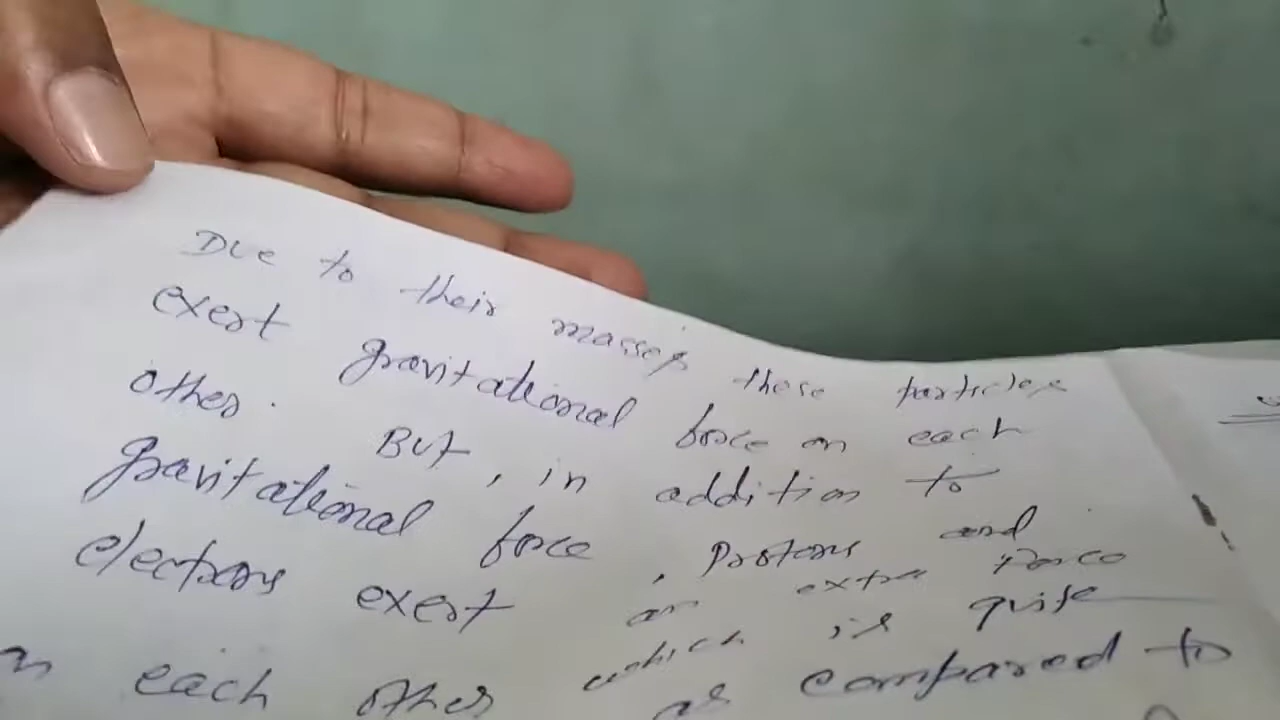 Due to their masses these particles
exert gravitational force on each
other. But, in addition to
gravitational force, protons and
electrons exert an extra force
on each other which is quite
as compared to